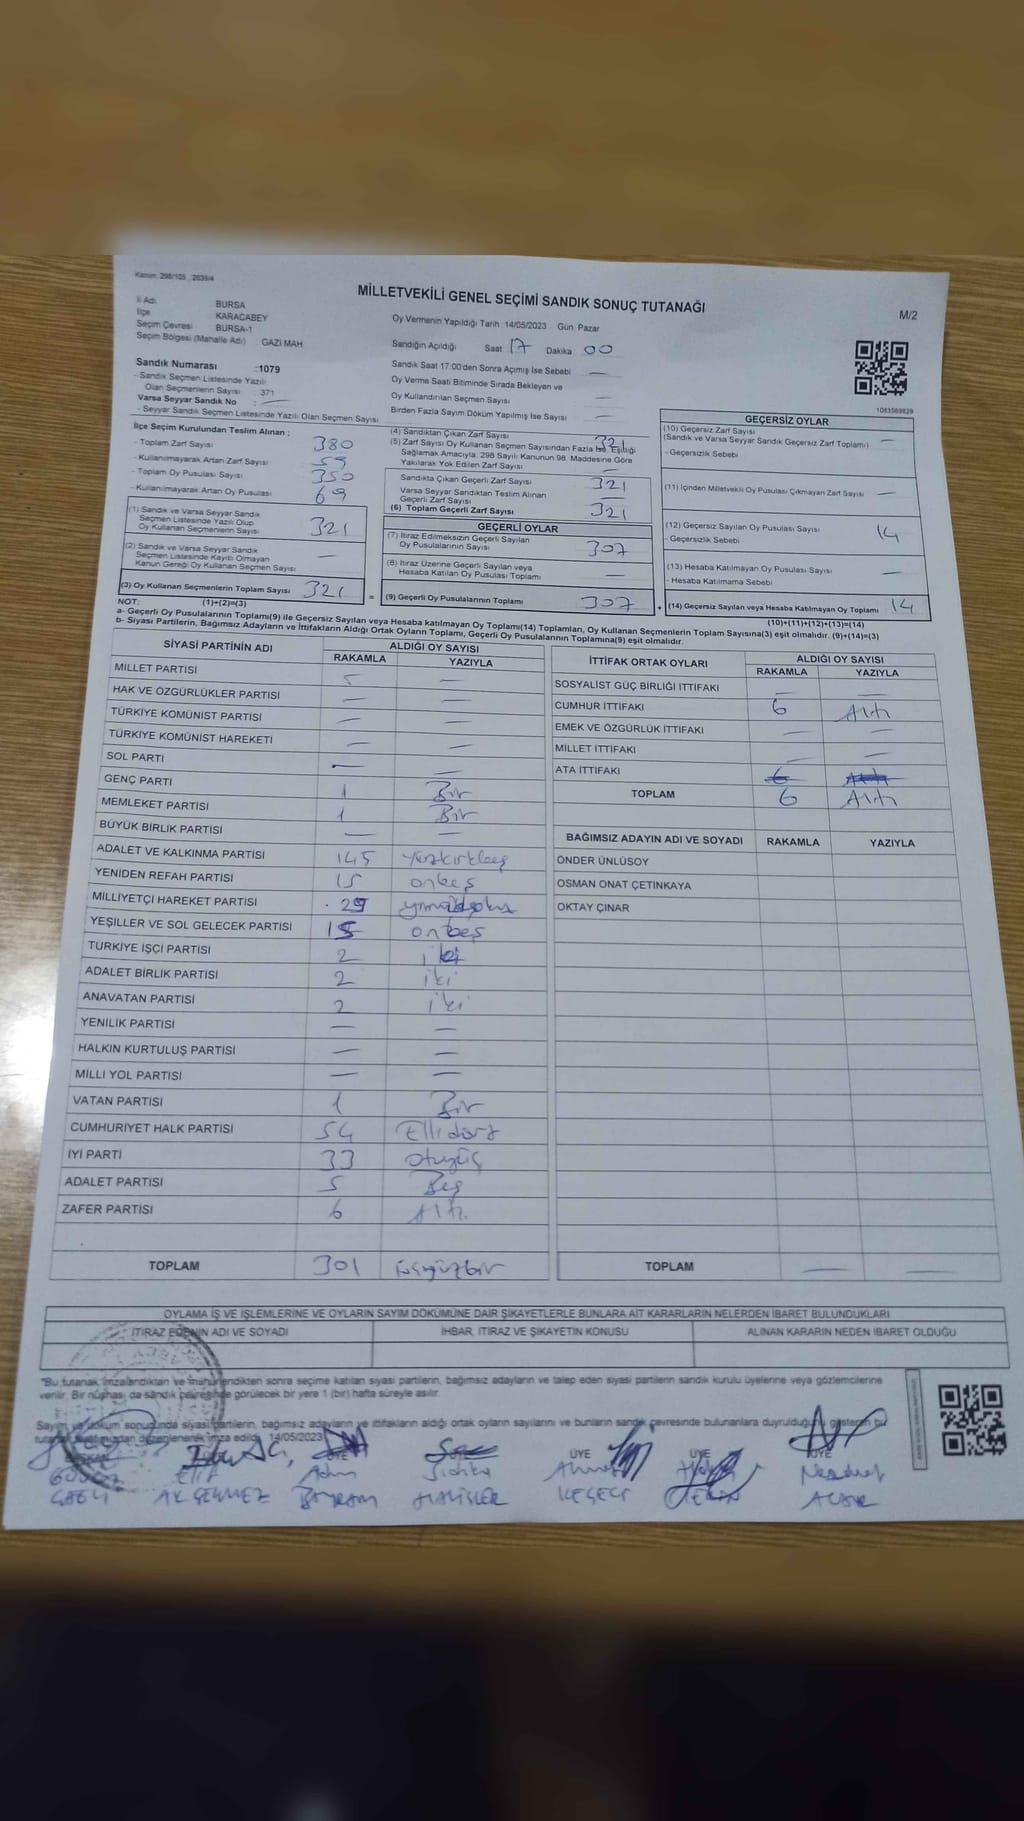 Kanun: 298/105 , 2839/4
MİLLETVEKİLİ GENEL SEÇİMİ SANDIK SONUÇ TUTANAĞI
M/2
İl Adı BURSA
İlçe KARACABEY
Seçim Çevresi BURSA-1
Seçim Bölgesi (Mahalle Adı) : GAZİ MAH
Oy Vermenin Yapıldığı Tarih :14/05/2023 Gün :Pazar
Sandığın Açıldığı Saat 17 Dakika 00
Sandık Numarası :1079
- Sandık Seçmen Listesinde Yazılı
Olan Seçmenlerin Sayısı : 371
Varsa Seyyar Sandık No : —
- Seyyar Sandık Seçmen Listesinde Yazılı Olan Seçmen Sayısı
Sandık Saat 17:00'den Sonra Açımış İse Sebebi —
Oy Verme Saati Bitiminde Sırada Bekleyen ve
Oy Kullandırılan Seçmen Sayısı —
Birden Fazla Sayım Döküm Yapılmış İse Sayısı —
1083569829
İlçe Seçim Kurulundan Teslim Alınan ;
- Toplam Zarf Sayısı 380
- Kullanılmayarak Artan Zarf Sayısı 59
- Toplam Oy Pusulası Sayısı 350
- Kullanılmayarak Artan Oy Pusulası 69
(1) Sandık ve Varsa Seyyar Sandık
Seçmen Listesinde Yazılı Olup
Oy Kullanan Seçmenlerin Sayısı 321
(2) Sandık ve Varsa Seyyar Sandık
Seçmen Listesinde Kayıtlı Olmayan
Kanun Gereği Oy Kullanan Seçmen Sayısı —
(3) Oy Kullanan Seçmenlerin Toplam Sayısı 321 =
(4) Sandıktan Çıkan Zarf Sayısı 321
(5) Zarf Sayısı Oy Kullanan Seçmen Sayısından Fazla İse Eşitliği
Sağlamak Amacıyla, 298 Sayılı Kanunun 98. Maddesine Göre
Yakılarak Yok Edilen Zarf Sayısı —
Sandıkta Çıkan Geçerli Zarf Sayısı 321
Varsa Seyyar Sandıktan Teslim Alınan
Geçerli Zarf Sayısı —
(6) Toplam Geçerli Zarf Sayısı 321
GEÇERLİ OYLAR
(7) İtiraz Edilmeksizin Geçerli Sayılan
Oy Pusulalarının Sayısı 307
(8) İtiraz Üzerine Geçerli Sayılan veya
Hesaba Katılan Oy Pusulası Toplamı —
(9) Geçerli Oy Pusulalarının Toplamı 307 +
GEÇERSİZ OYLAR
(10) Geçersiz Zarf Sayısı
(Sandık ve Varsa Seyyar Sandık Geçersiz Zarf Toplamı) —
- Geçersizlik Sebebi
(11) İçinden Milletvekili Oy Pusulası Çıkmayan Zarf Sayısı —
(12) Geçersiz Sayılan Oy Pusulası Sayısı 14
- Geçersizlik Sebebi
(13) Hesaba Katılmayan Oy Pusulası Sayısı —
- Hesaba Katılmama Sebebi
(14) Geçersiz Sayılan veya Hesaba Katılmayan Oy Toplamı 14
NOT: (1)+(2)=(3)
(10)+(11)+(12)+(13)=(14)
a- Geçerli Oy Pusulalarının Toplamı(9) ile Geçersiz Sayılan veya Hesaba katılmayan Oy Toplamı(14) Toplamları, Oy Kullanan Seçmenlerin Toplam Sayısına(3) eşit olmalıdır. (9)+(14)=(3)
b- Siyasi Partilerin, Bağımsız Adayların ve İttifakların Aldığı Ortak Oyların Toplamı, Geçerli Oy Pusulalarının Toplamına(9) eşit olmalıdır.
SİYASİ PARTİNİN ADI ALDIĞI OY SAYISI
RAKAMLA YAZIYLA
MİLLET PARTİSİ — —
HAK VE ÖZGÜRLÜKLER PARTİSİ — —
TÜRKİYE KOMÜNİST PARTİSİ — —
TÜRKİYE KOMÜNİST HAREKETİ — —
SOL PARTİ — —
GENÇ PARTİ 1 Bir
MEMLEKET PARTİSİ 1 Bir
BÜYÜK BİRLİK PARTİSİ — —
ADALET VE KALKINMA PARTİSİ 145 yüzkırkbeş
YENİDEN REFAH PARTİSİ 15 onbeş
MİLLİYETÇİ HAREKET PARTİSİ 29 yirmidokuz
YEŞİLLER VE SOL GELECEK PARTİSİ 15 onbeş
TÜRKİYE İŞÇİ PARTİSİ 2 iki
ADALET BİRLİK PARTİSİ 2 iki
ANAVATAN PARTİSİ 2 iki
YENİLİK PARTİSİ — —
HALKIN KURTULUŞ PARTİSİ — —
MİLLİ YOL PARTİSİ — —
VATAN PARTİSİ 1 Bir
CUMHURİYET HALK PARTİSİ 54 Ellidört
İYİ PARTİ 33 otuzüç
ADALET PARTİSİ 5 Beş
ZAFER PARTİSİ 6 Altı
TOPLAM 301 üçyüzbir
İTTİFAK ORTAK OYLARI ALDIĞI OY SAYISI
RAKAMLA YAZIYLA
SOSYALİST GÜÇ BİRLİĞİ İTTİFAKI — —
CUMHUR İTTİFAKI 6 Altı
EMEK VE ÖZGÜRLÜK İTTİFAKI — —
MİLLET İTTİFAKI — —
ATA İTTİFAKI 6 Altı
TOPLAM 6 Altı
BAĞIMSIZ ADAYIN ADI VE SOYADI RAKAMLA YAZIYLA
ÖNDER ÜNLÜSOY
OSMAN ONAT ÇETİNKAYA
OKTAY ÇINAR
TOPLAM — —
OYLAMA İŞ VE İŞLEMLERİNE VE OYLARIN SAYIM DÖKÜMÜNE DAİR ŞİKAYETLERLE BUNLARA AİT KARARLARIN NELERDEN İBARET BULUNDUKLARI
İTİRAZ EDENİN ADI VE SOYADI İHBAR, İTİRAZ VE ŞİKAYETİN KONUSU ALINAN KARARIN NEDEN İBARET OLDUĞU
*Bu tutanak imzalandıktan ve mühürlendikten sonra seçime katılan siyasi partilerin, bağımsız adayların ve talep eden siyasi partilerin sandık kurulu üyelerine veya gözlemcilerine
verilir. Bir nüshası da sandık çevresinde görülecek bir yere 1 (bir) hafta süreyle asılır.
Sayım ve döküm sonucunda siyasi partilerin, bağımsız adayların ve ittifakların aldığı ortak oyların sayılarını ve bunların sandık çevresinde bulunanlara duyrulduğunu gösteren bu
tutanak tarafımızdan düzenlenerek imza edildi. 14/05/2023
ÜYE ÜYE ÜYE
Elif Adın Sıdıka Ahmet
AKSEKMEZ BAYRAM KEÇECİ